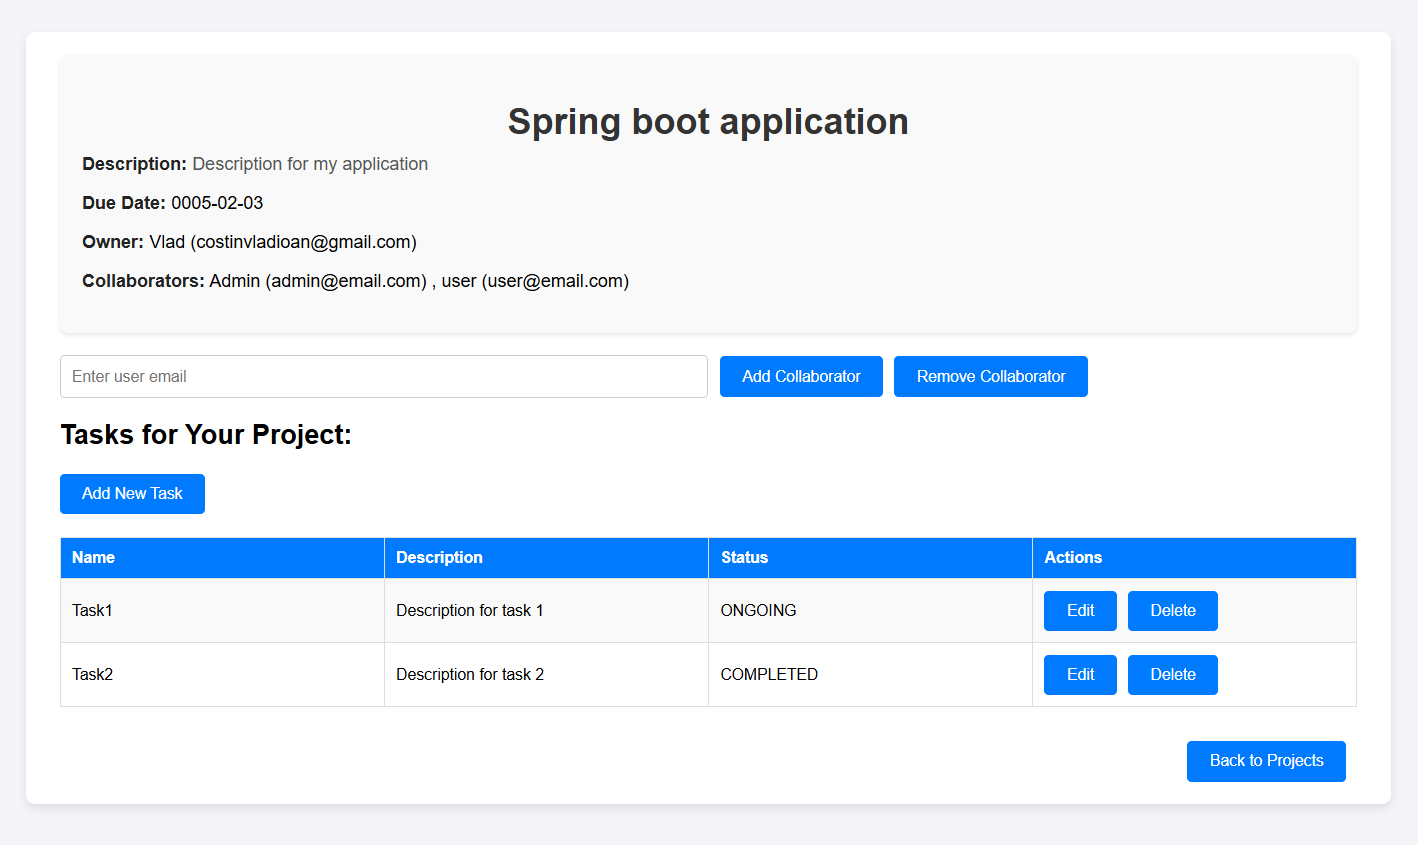 Spring boot application
Description: Description for my application
Due Date: 0005-02-03
Owner: Vlad (costinvladioan@gmail.com)
Collaborators: Admin (admin@email.com) , user (user@email.com)
Enter user email Add Collaborator Remove Collaborator
Tasks for Your Project:
Add New Task
Name Description Status Actions
Task1 Description for task 1 ONGOING Edit Delete
Task2 Description for task 2 COMPLETED Edit Delete
Back to Projects